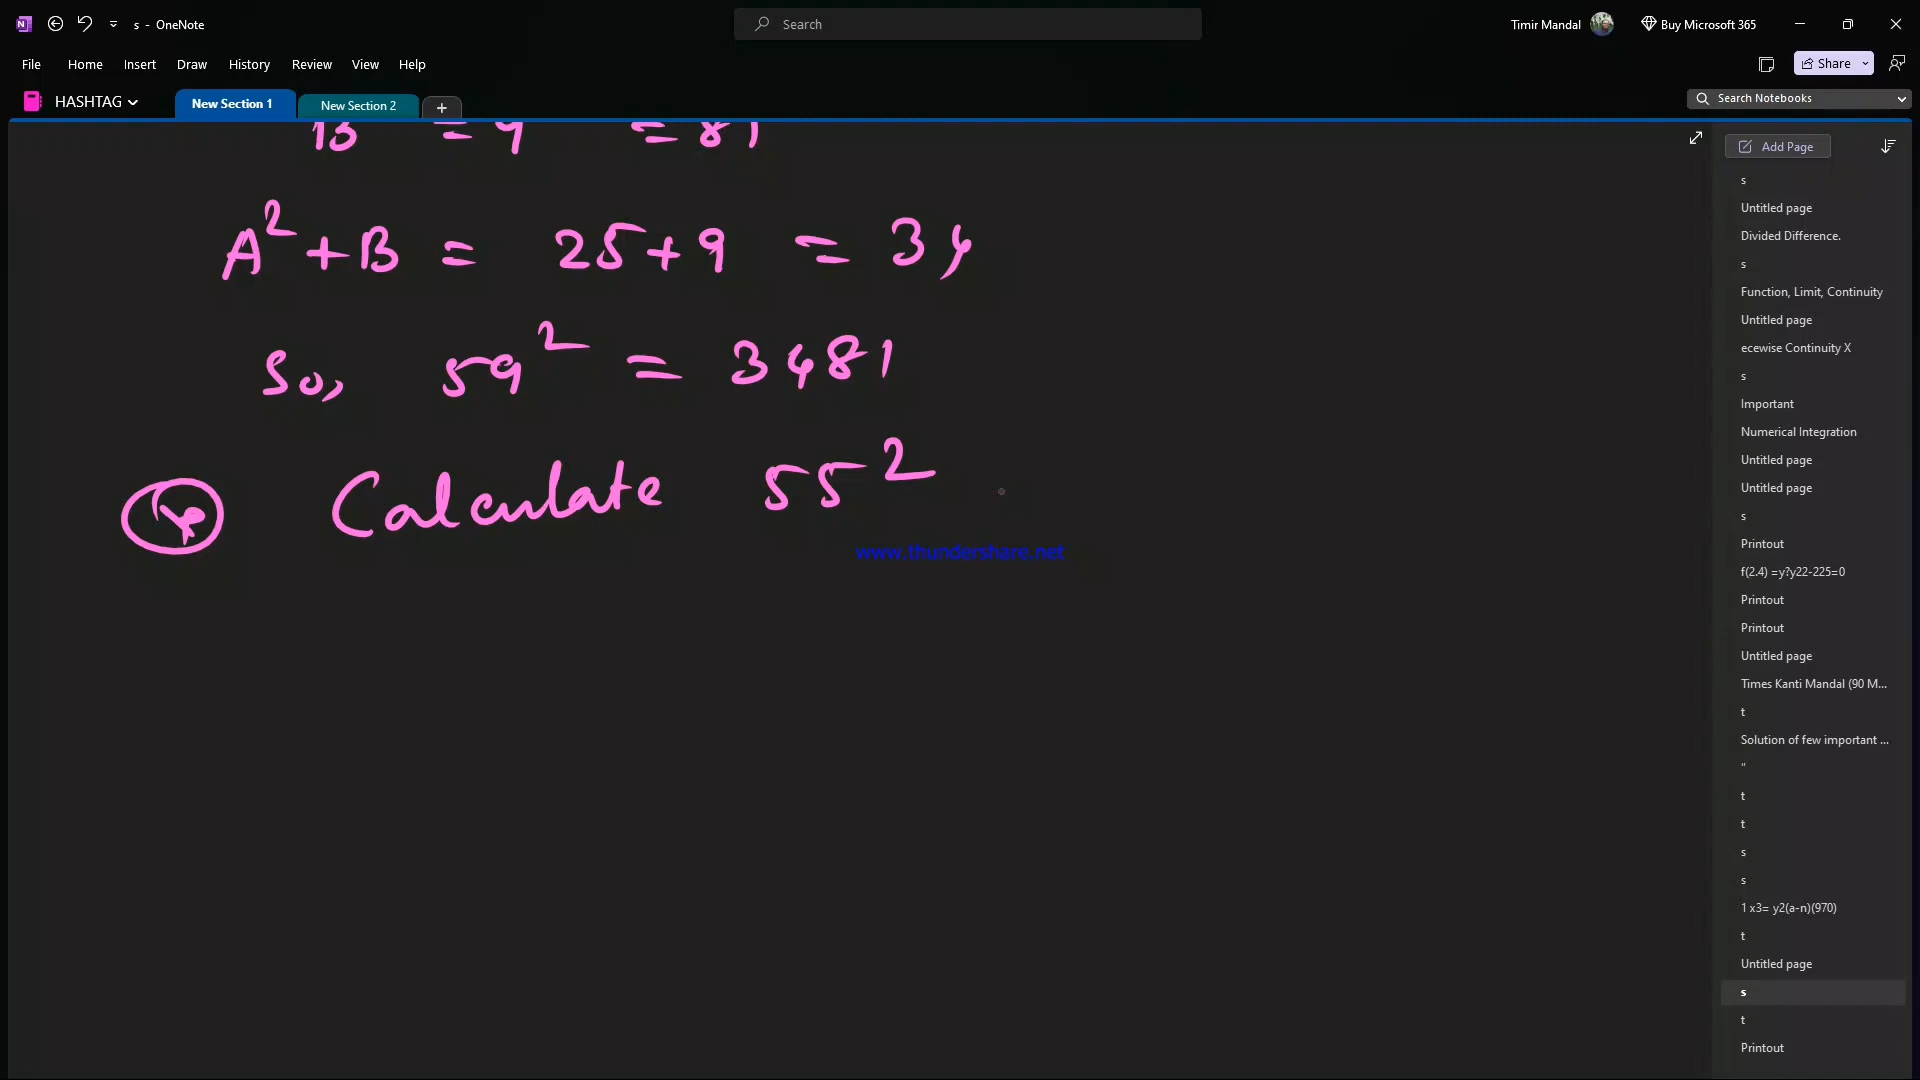 s - OneNote
Search
Timir Mandal
Buy Microsoft 365
File Home Insert Draw History Review View Help
Share
HASHTAG
New Section 1
New Section 2
+
Search Notebooks
B² = 9² = 81
A² + B = 25 + 9 = 34
So, 59² = 3481
Calculate 55²
www.thundershare.net
Add Page
s
Untitled page
Divided Difference.
s
Function, Limit, Continuity
Untitled page
ecewise Continuity X
s
Important
Numerical Integration
Untitled page
Untitled page
s
Printout
f(2.4) =y?y22-225=0
Printout
Printout
Untitled page
Times Kanti Mandal (90 M...
t
Solution of few important ...
"
t
t
s
s
1 x3= y2(a-n)(970)
t
Untitled page
s
t
Printout